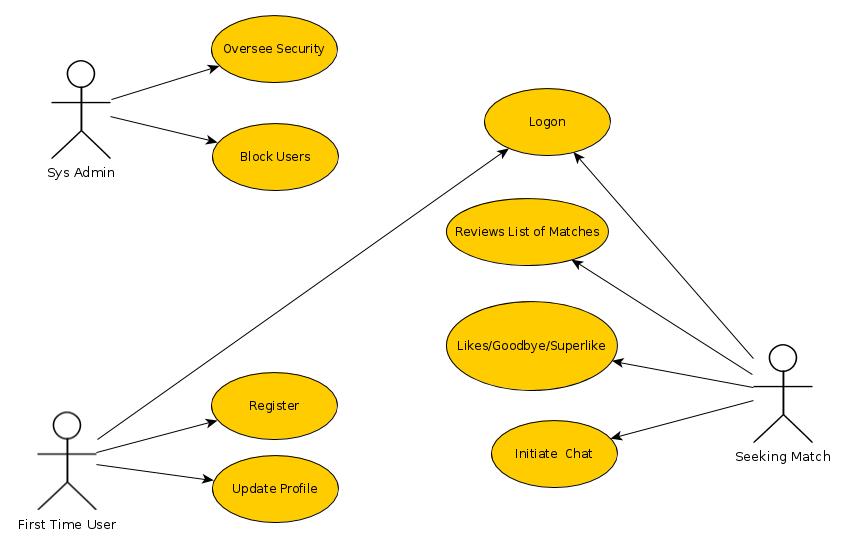 Oversee Security
Sys Admin
Block Users
Logon
Reviews List of Matches
Likes/Goodbye/Superlike
Initiate  Chat
Seeking Match
Register
Update Profile
First Time User